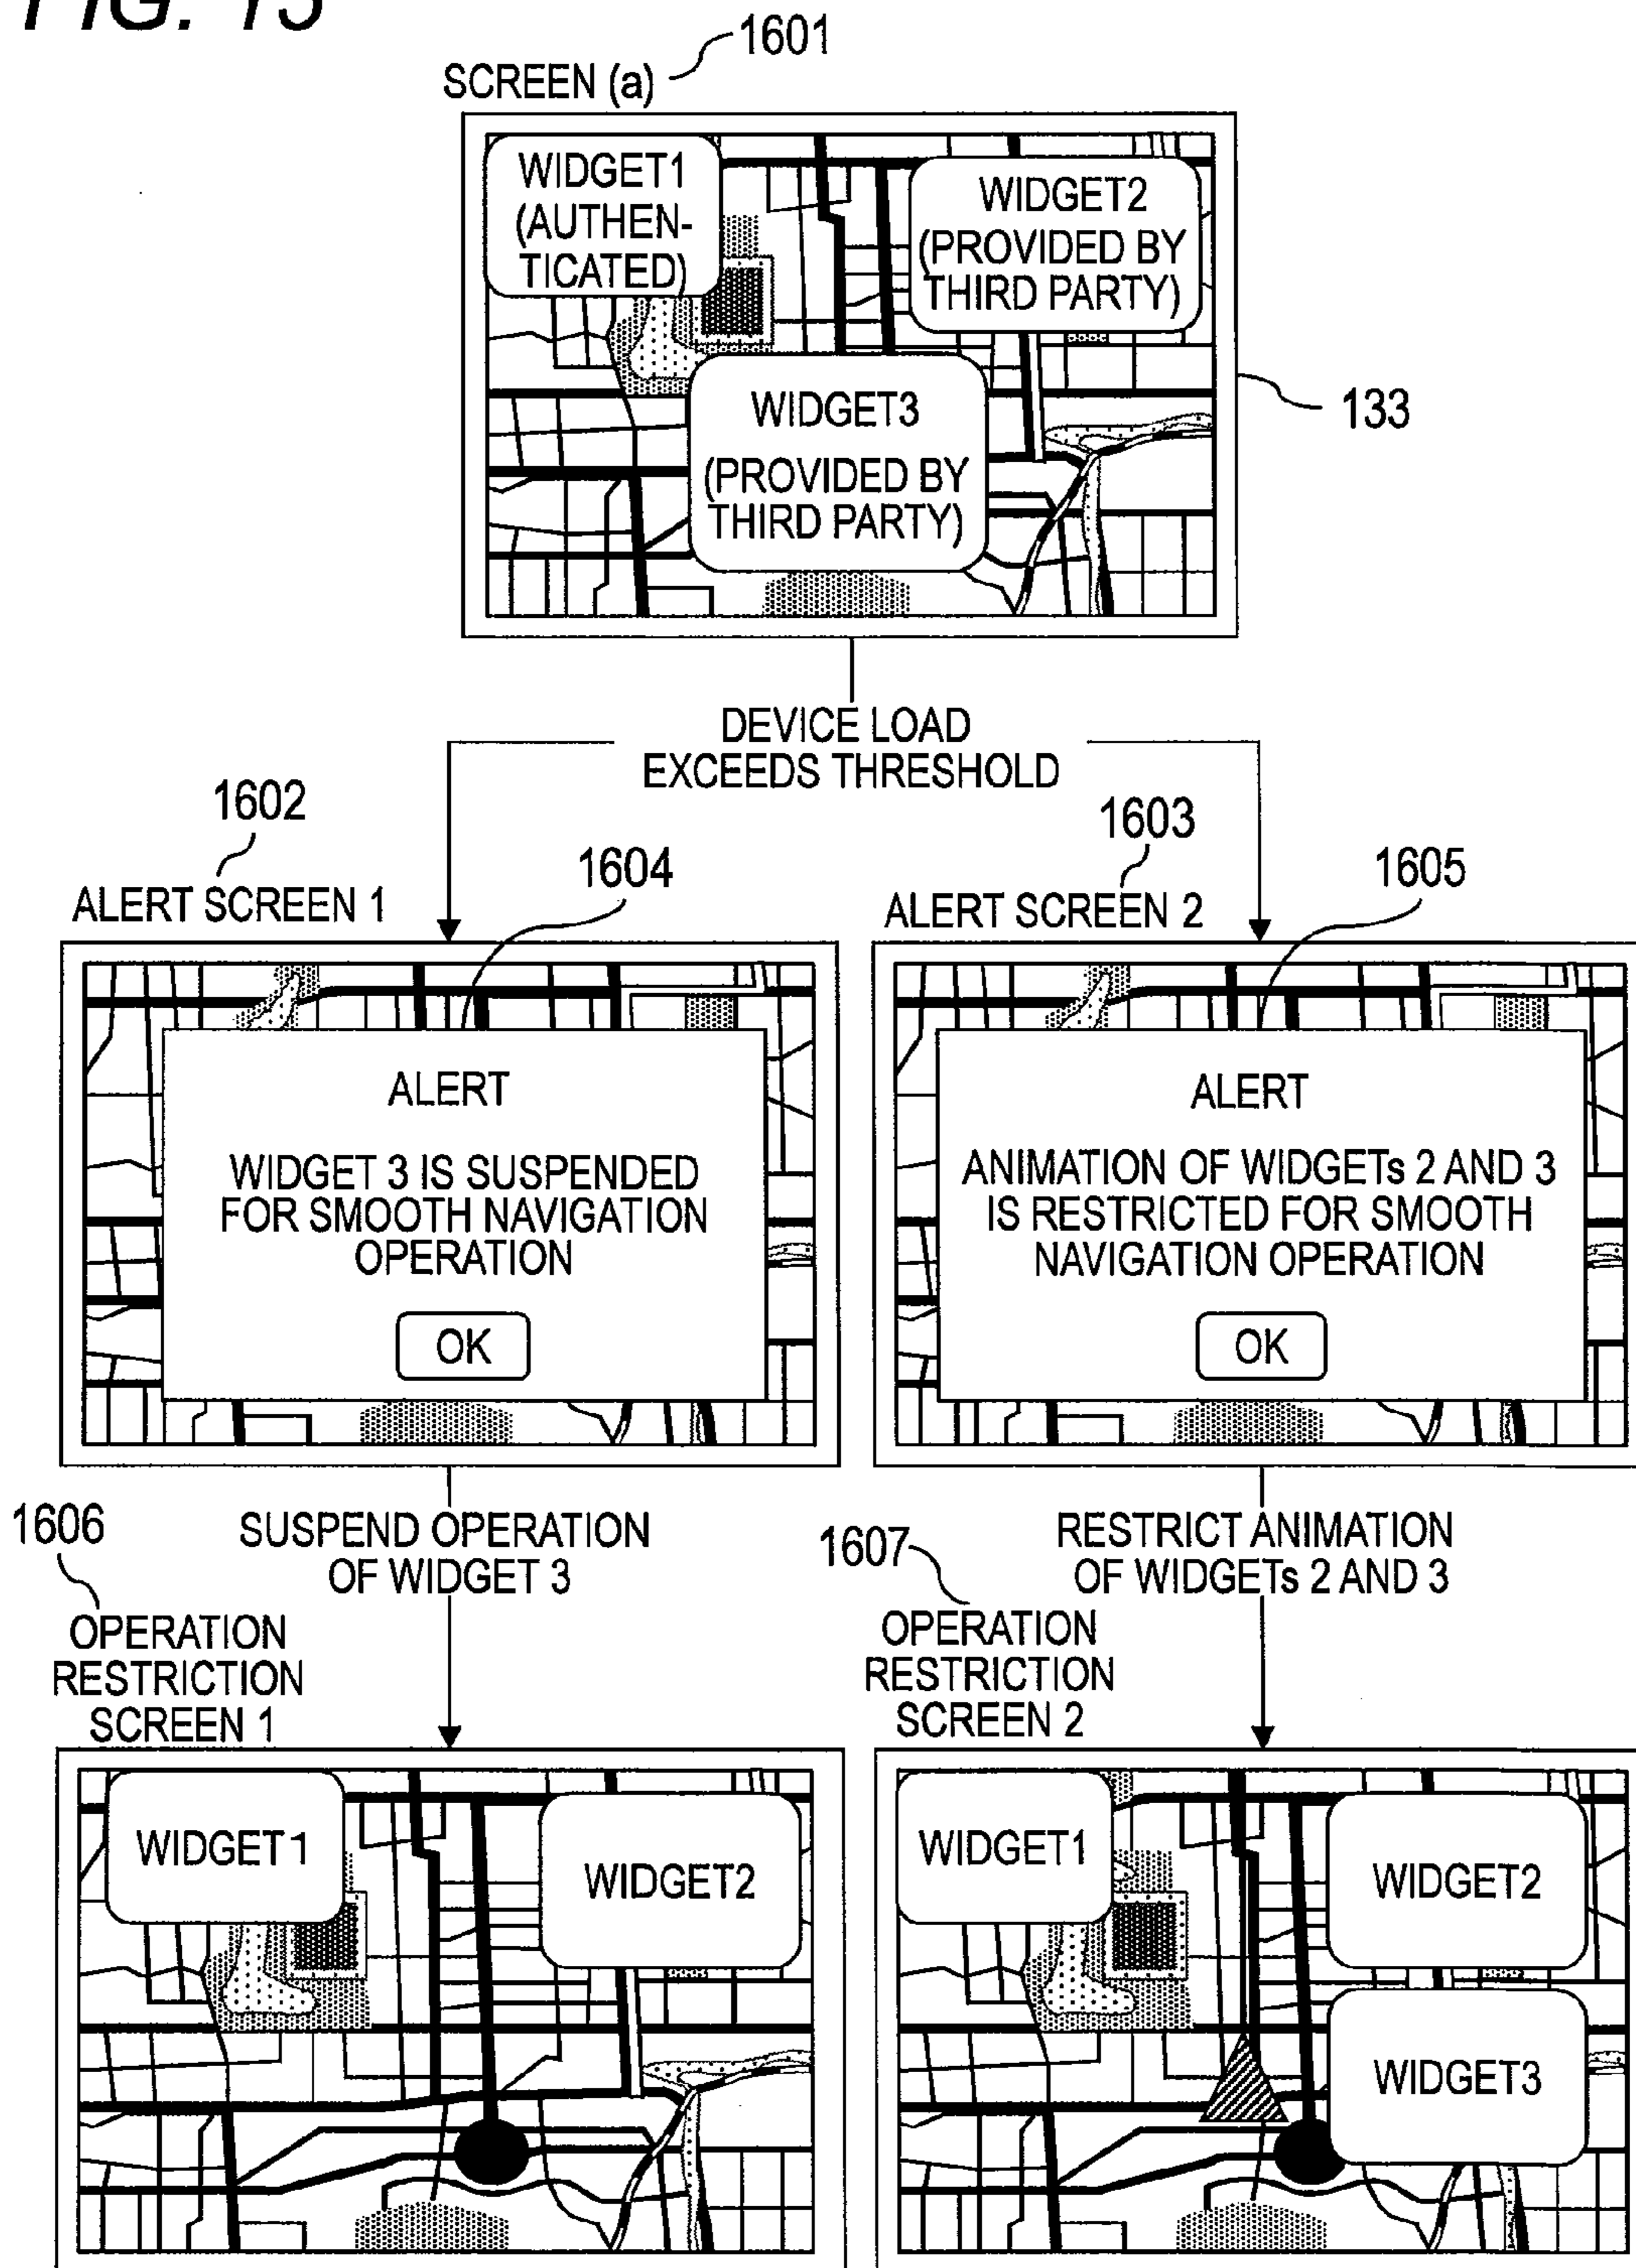 FIG. 15
1601
SCREEN (a)
WIDGET1
(AUTHEN-
TICATED)
WIDGET2
(PROVIDED BY
THIRD PARTY)
WIDGET3
(PROVIDED BY
THIRD PARTY)
133
DEVICE LOAD
EXCEEDS THRESHOLD
1602
1604
ALERT SCREEN 1
1603
1605
ALERT SCREEN 2
ALERT
WIDGET 3 IS SUSPENDED
FOR SMOOTH NAVIGATION
OPERATION
OK
ALERT
ANIMATION OF WIDGETs 2 AND 3
IS RESTRICTED FOR SMOOTH
NAVIGATION OPERATION
OK
1606
SUSPEND OPERATION
OF WIDGET 3
OPERATION
RESTRICTION
SCREEN 1
1607
RESTRICT ANIMATION
OF WIDGETs 2 AND 3
OPERATION
RESTRICTION
SCREEN 2
WIDGET1
WIDGET2
WIDGET1
WIDGET2
WIDGET3